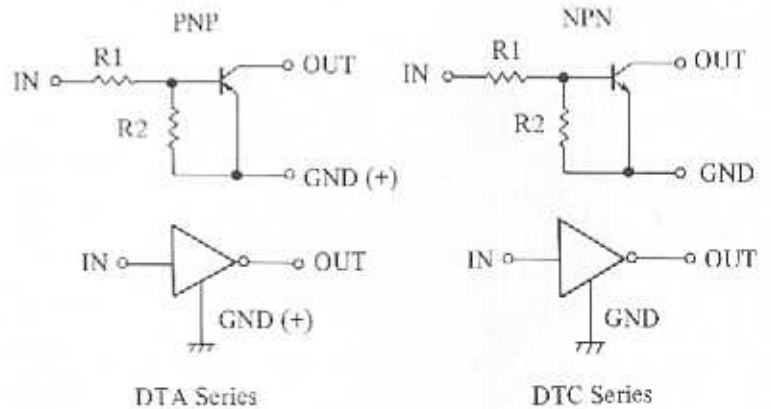 PNP
R1
IN
OUT
R2
GND (+)
IN
OUT
GND (+)
DTA Series
NPN
R1
IN
OUT
R2
GND
IN
OUT
GND
DTC Series